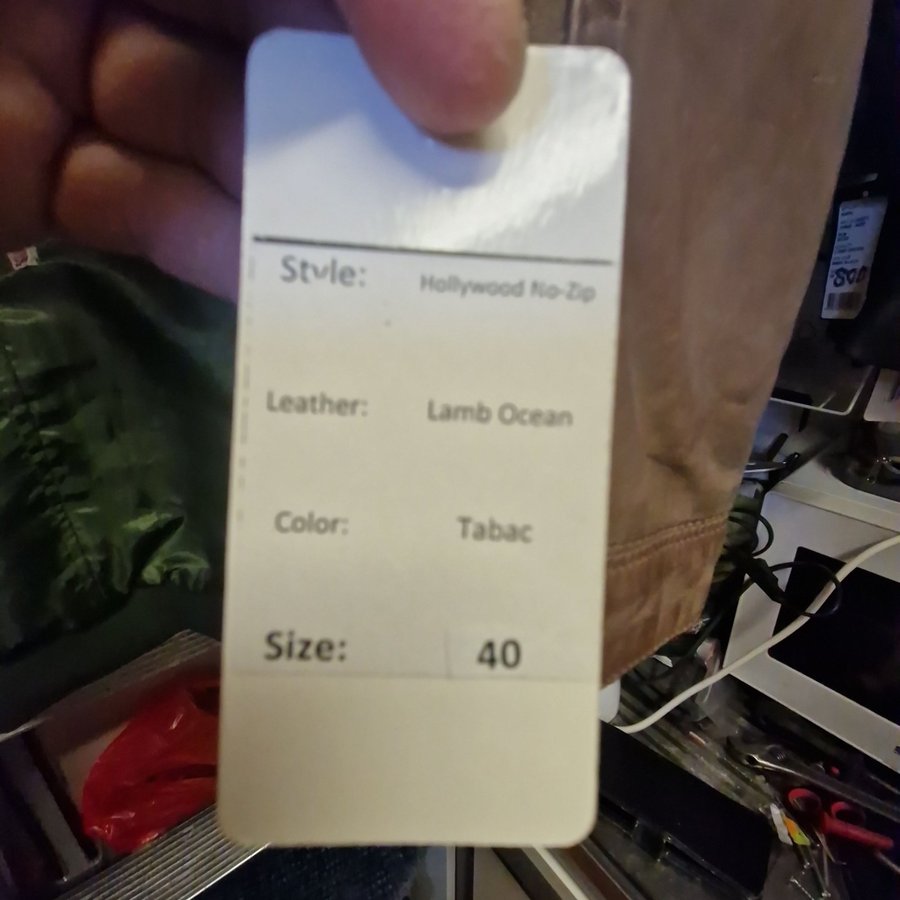 Style: Hollywood No-Zip
Leather: Lamb Ocean
Color: Tabac
Size: 40